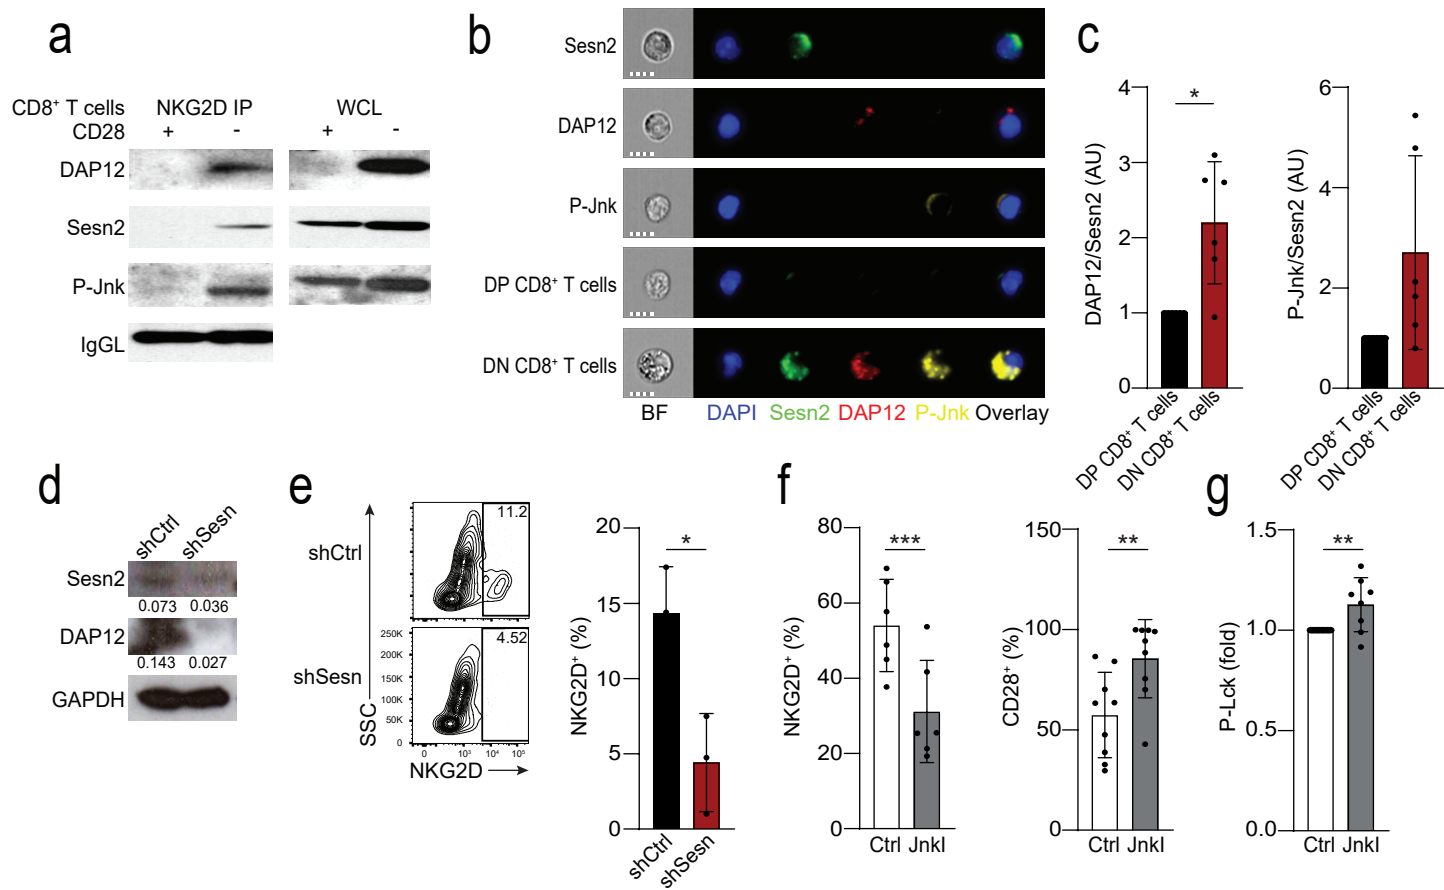 a
CD8⁺ T cells NKG2D IP WCL
CD28 + - + -
DAP12
Sesn2
P-Jnk
IgGL
b
Sesn2
DAP12
P-Jnk
DP CD8⁺ T cells
DN CD8⁺ T cells
BF DAPI Sesn2 DAP12 P-Jnk Overlay
c
DAP12/Sesn2 (AU)
4
3
2
1
0
*
DP CD8⁺ T cells
DN CD8⁺ T cells
P-Jnk/Sesn2 (AU)
6
4
2
0
DP CD8⁺ T cells
DN CD8⁺ T cells
d
shCtrl shSesn
Sesn2
0.073 0.036
DAP12
0.143 0.027
GAPDH
e
shCtrl
11.2
shSesn
4.52
250K
200K
150K
100K
50K
0
0 10³ 10⁴ 10⁵
SSC
NKG2D
NKG2D⁺ (%)
20
15
10
5
0
*
shCtrl
shSesn
f
NKG2D⁺ (%)
80
60
40
20
0
***
Ctrl JnkI
CD28⁺ (%)
150
100
50
0
**
Ctrl JnkI
g
P-Lck (fold)
1.5
1.0
0.5
0.0
**
Ctrl JnkI